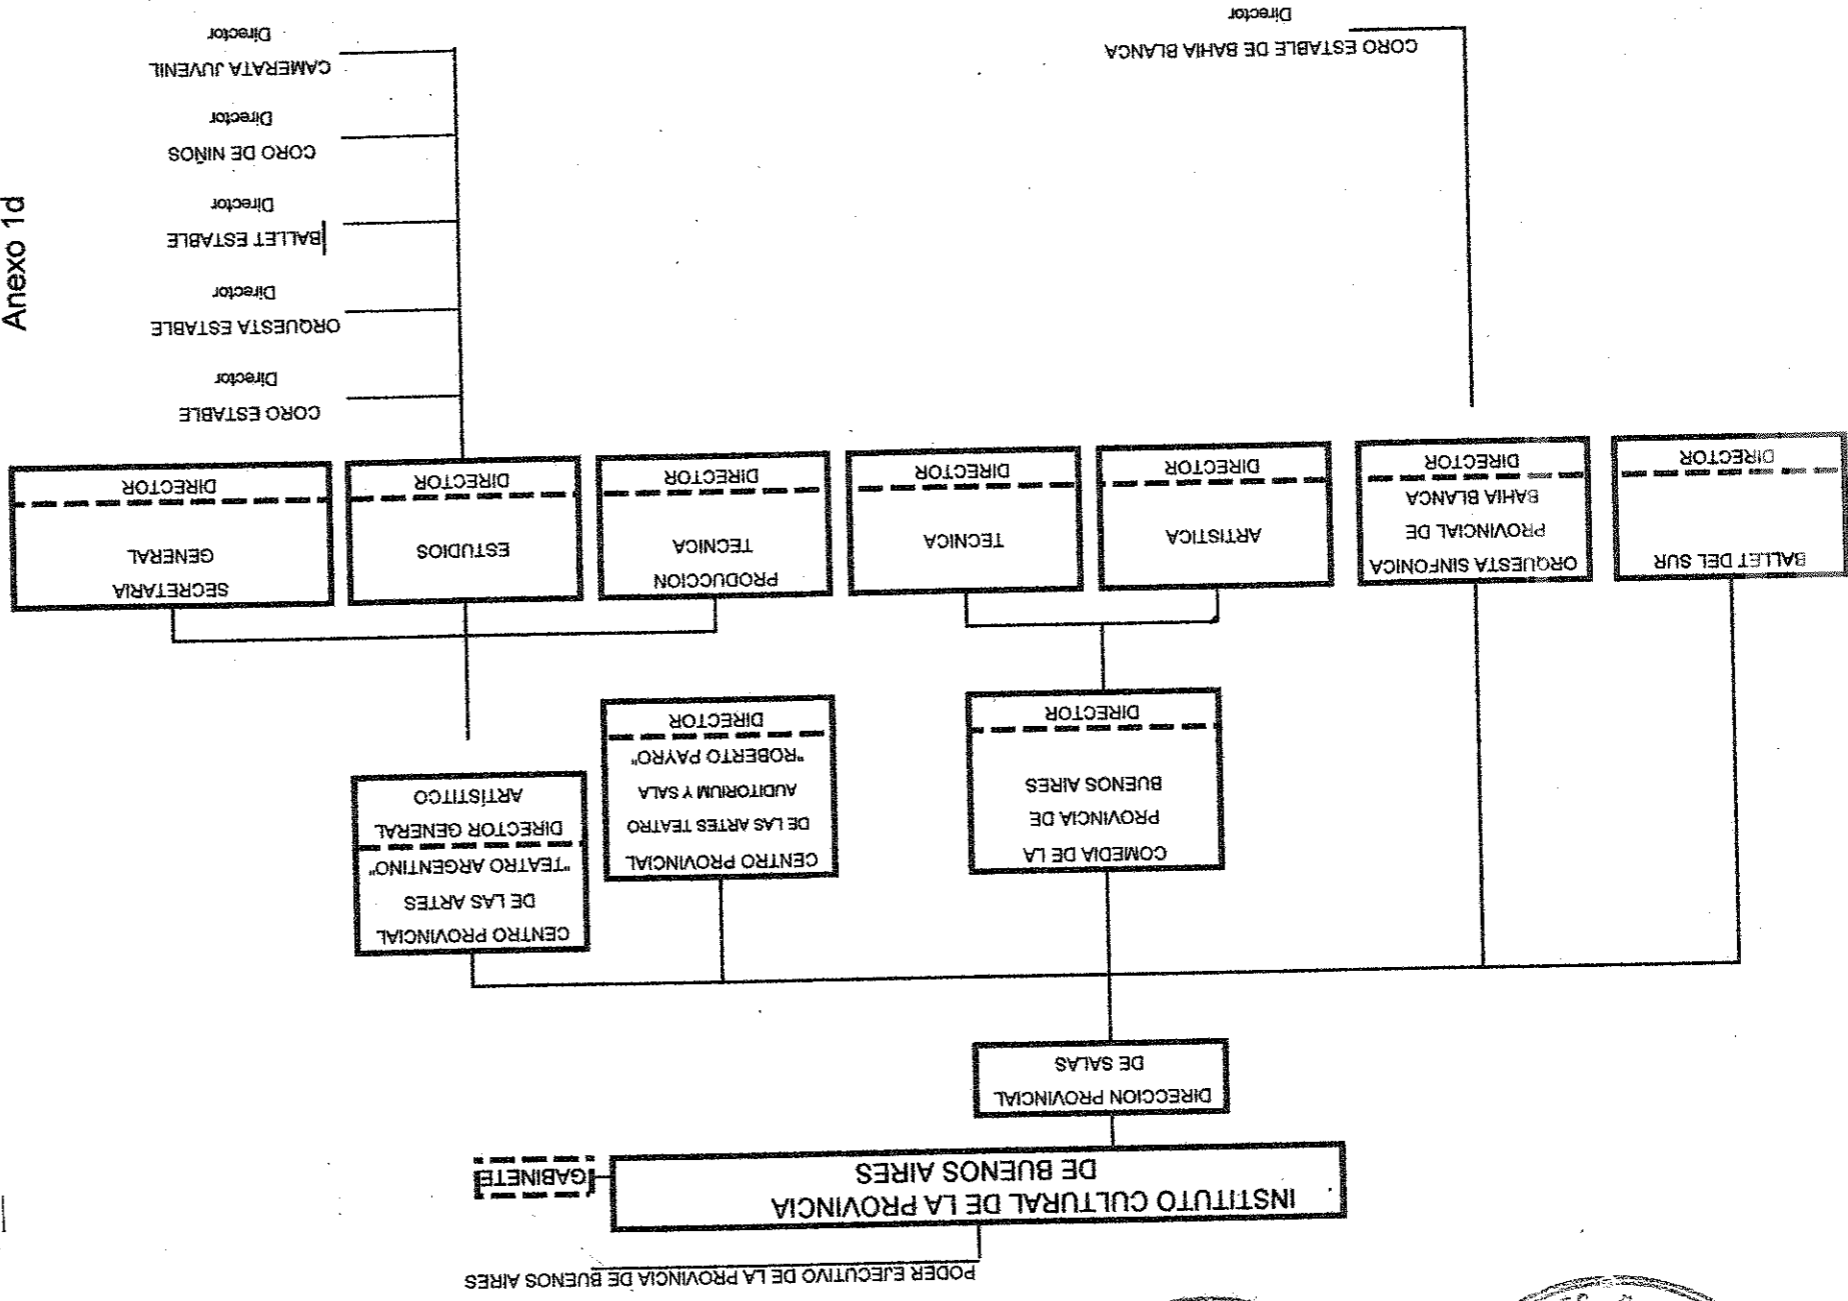 PODER EJECUTIVO DE LA PROVINCIA DE BUENOS AIRES
INSTITUTO CULTURAL DE LA PROVINCIA
DE BUENOS AIRES
GABINETE
DIRECCION PROVINCIAL
DE SALAS
BALLET DEL SUR
DIRECTOR
ORQUESTA SINFONICA
PROVINCIAL DE
BAHIA BLANCA
DIRECTOR
CORO ESTABLE DE BAHIA BLANCA
Director
COMEDIA DE LA
PROVINCIA DE
BUENOS AIRES
DIRECTOR
ARTISTICA
DIRECTOR
TECNICA
DIRECTOR
CENTRO PROVINCIAL
DE LAS ARTES TEATRO
AUDITORIUM Y SALA
"ROBERTO PAYRO"
DIRECTOR
CENTRO PROVINCIAL
DE LAS ARTES
"TEATRO ARGENTINO"
DIRECTOR GENERAL
ARTÍSTITCO
PRODUCCION
TECNICA
DIRECTOR
ESTUDIOS
DIRECTOR
SECRETARIA
GENERAL
DIRECTOR
CORO ESTABLE
Director
ORQUESTA ESTABLE
Director
BALLET ESTABLE
Director
CORO DE NIÑOS
Director
CAMERATA JUVENIL
Director
Anexo 1d